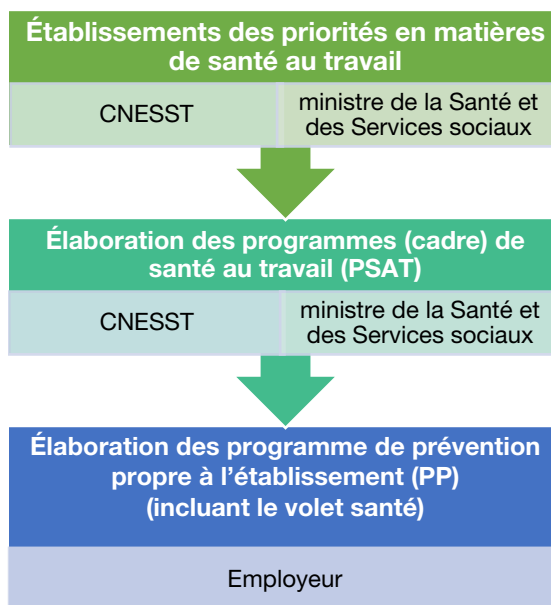 Établissements des priorités en matières
de santé au travail
CNESST
ministre de la Santé et
des Services sociaux
Élaboration des programmes (cadre) de
santé au travail (PSAT)
CNESST
ministre de la Santé et
des Services sociaux
Élaboration des programme de prévention
propre à l'établissement (PP)
(incluant le volet santé)
Employeur